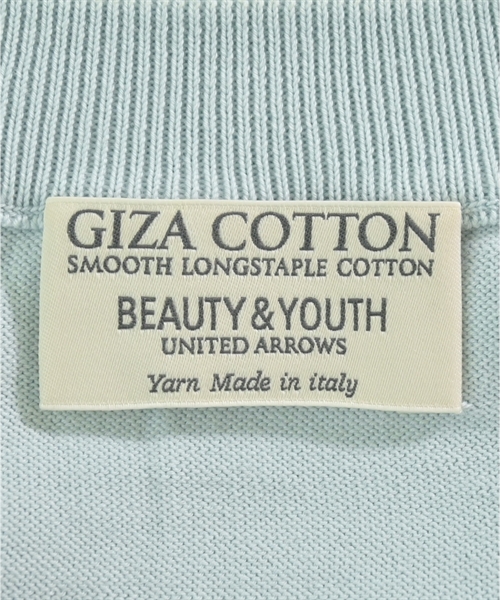 GIZA COTTON
SMOOTH LONGSTAPLE COTTON
BEAUTY & YOUTH
UNITED ARROWS
Yarn Made in italy